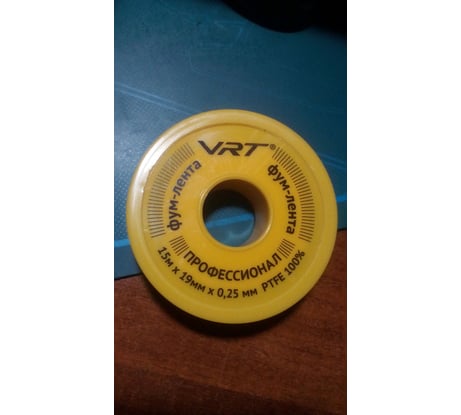 VRT®
фум-лента
фум-лента
ПРОФЕССИОНАЛ
15м х 19мм х 0,25 мм PTFE 100%